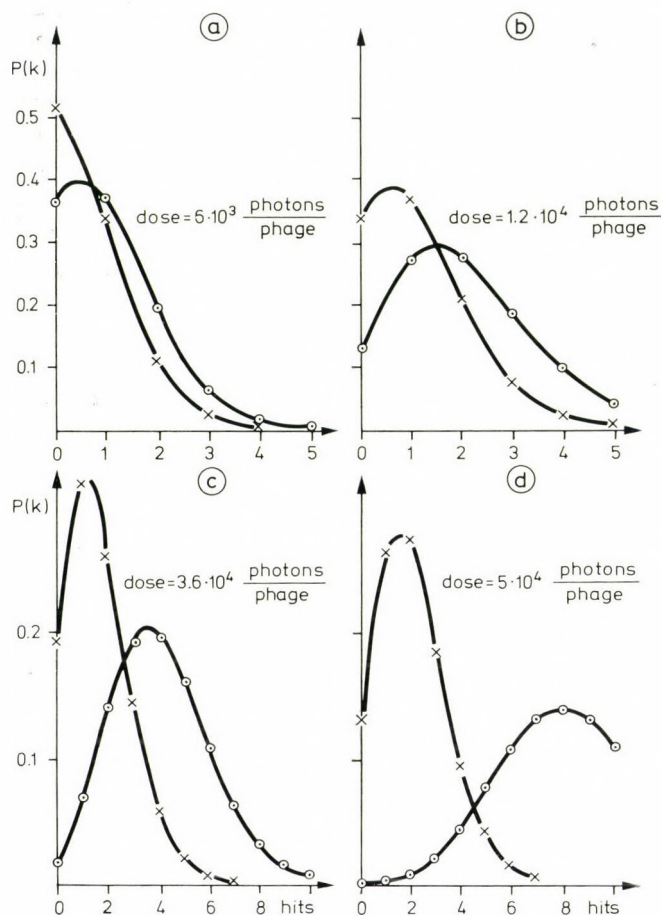 a
P(k)
0.5
0.4
0.3
0.2
0.1
dose = 5·10³ photons/phage
0 1 2 3 4 5
b
dose = 1.2·10⁴ photons/phage
0 1 2 3 4 5
c
P(k)
0.2
0.1
dose = 3.6·10⁴ photons/phage
0 2 4 6 8 hits
d
dose = 5·10⁴ photons/phage
0 2 4 6 8 hits